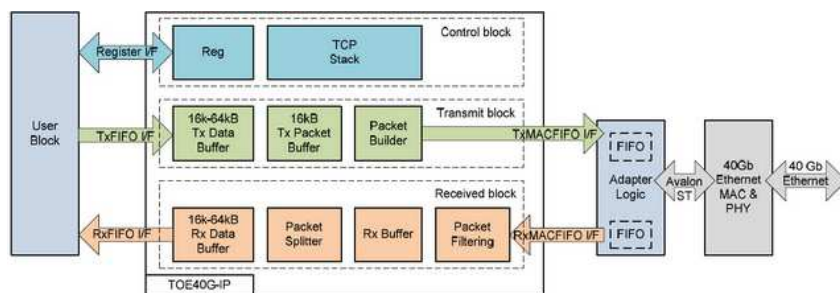 Control block
Register I/F
Reg
TCP
Stack
User
Block
Transmit block
TxFIFO I/F
16k-64kB
Tx Data
Buffer
16kB
Tx Packet
Buffer
Packet
Builder
TxMACFIFO I/F
FIFO
Adapter
Logic
FIFO
Avalon
ST
40Gb
Ethernet
MAC &
PHY
40 Gb
Ethernet
Received block
RxFIFO I/F
16k-64kB
Rx Data
Buffer
Packet
Splitter
Rx Buffer
Packet
Filtering
RxMACFIFO I/F
TOE40G-IP